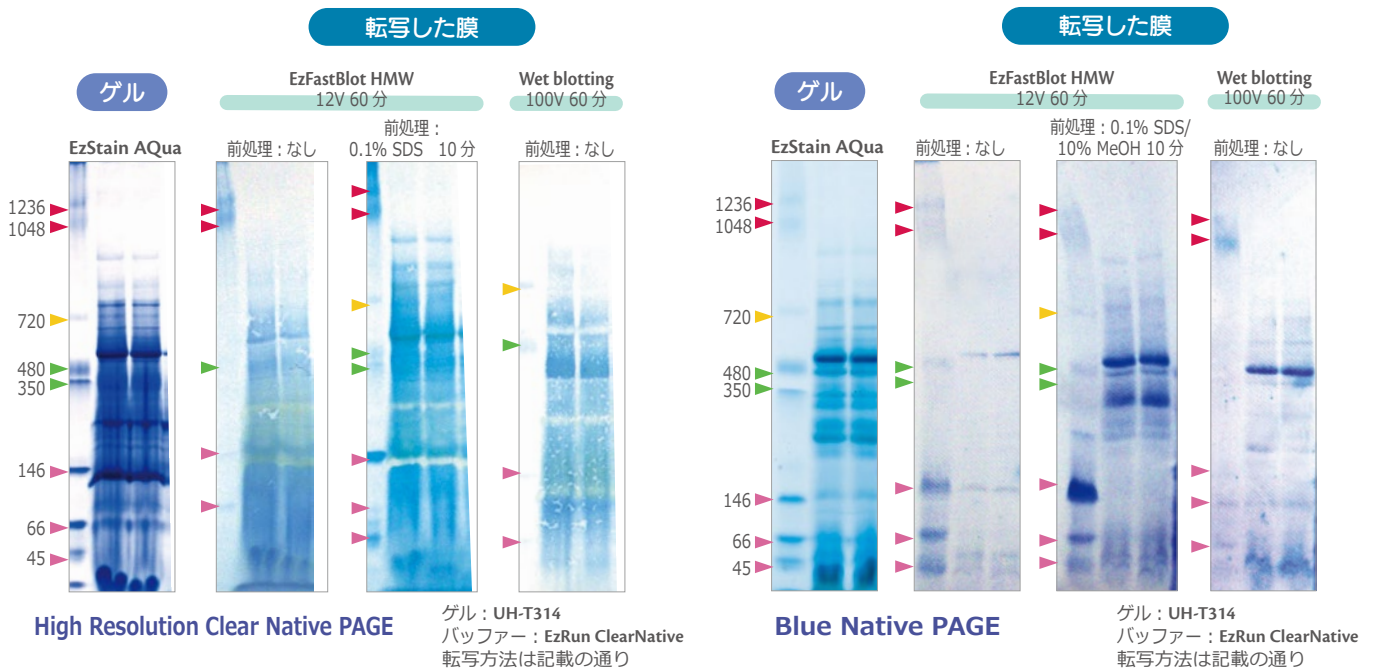 転写した膜
ゲル
EzFastBlot HMW
12V 60 分
Wet blotting
100V 60 分
EzStain AQua
前処理 : なし
前処理 :
0.1% SDS 10 分
前処理 : なし
1236
1048
720
480
350
146
66
45
High Resolution Clear Native PAGE
ゲル : UH-T314
バッファー : EzRun ClearNative
転写方法は記載の通り
転写した膜
ゲル
EzFastBlot HMW
12V 60 分
Wet blotting
100V 60 分
EzStain AQua
前処理 : なし
前処理 : 0.1% SDS/
10% MeOH 10 分
前処理 : なし
1236
1048
720
480
350
146
66
45
Blue Native PAGE
ゲル : UH-T314
バッファー : EzRun ClearNative
転写方法は記載の通り